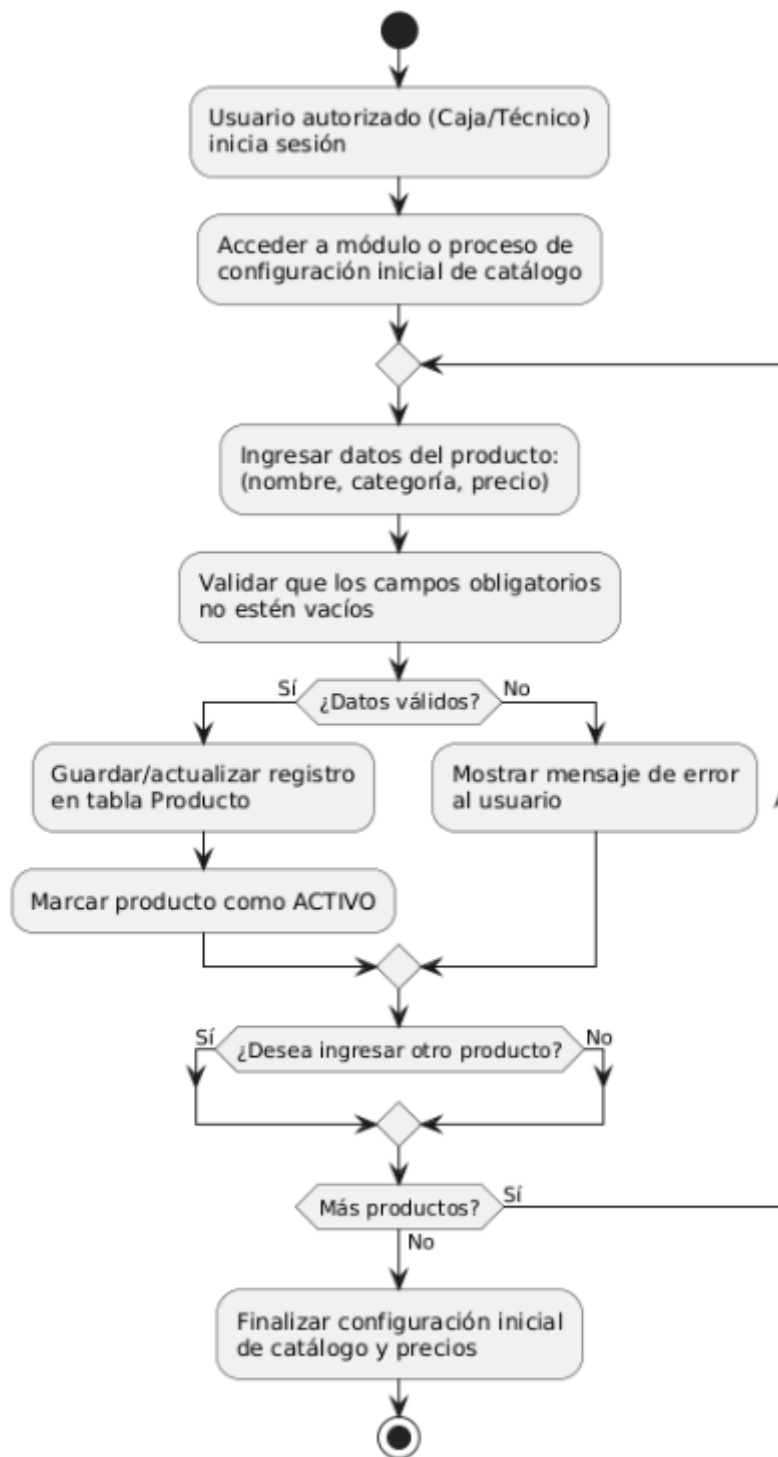 Usuario autorizado (Caja/Técnico)
inicia sesión
Acceder a módulo o proceso de
configuración inicial de catálogo
Ingresar datos del producto:
(nombre, categoría, precio)
Validar que los campos obligatorios
no estén vacíos
Sí
¿Datos válidos?
No
Guardar/actualizar registro
en tabla Producto
Mostrar mensaje de error
al usuario
Marcar producto como ACTIVO
Sí
¿Desea ingresar otro producto?
No
Más productos?
Sí
No
Finalizar configuración inicial
de catálogo y precios